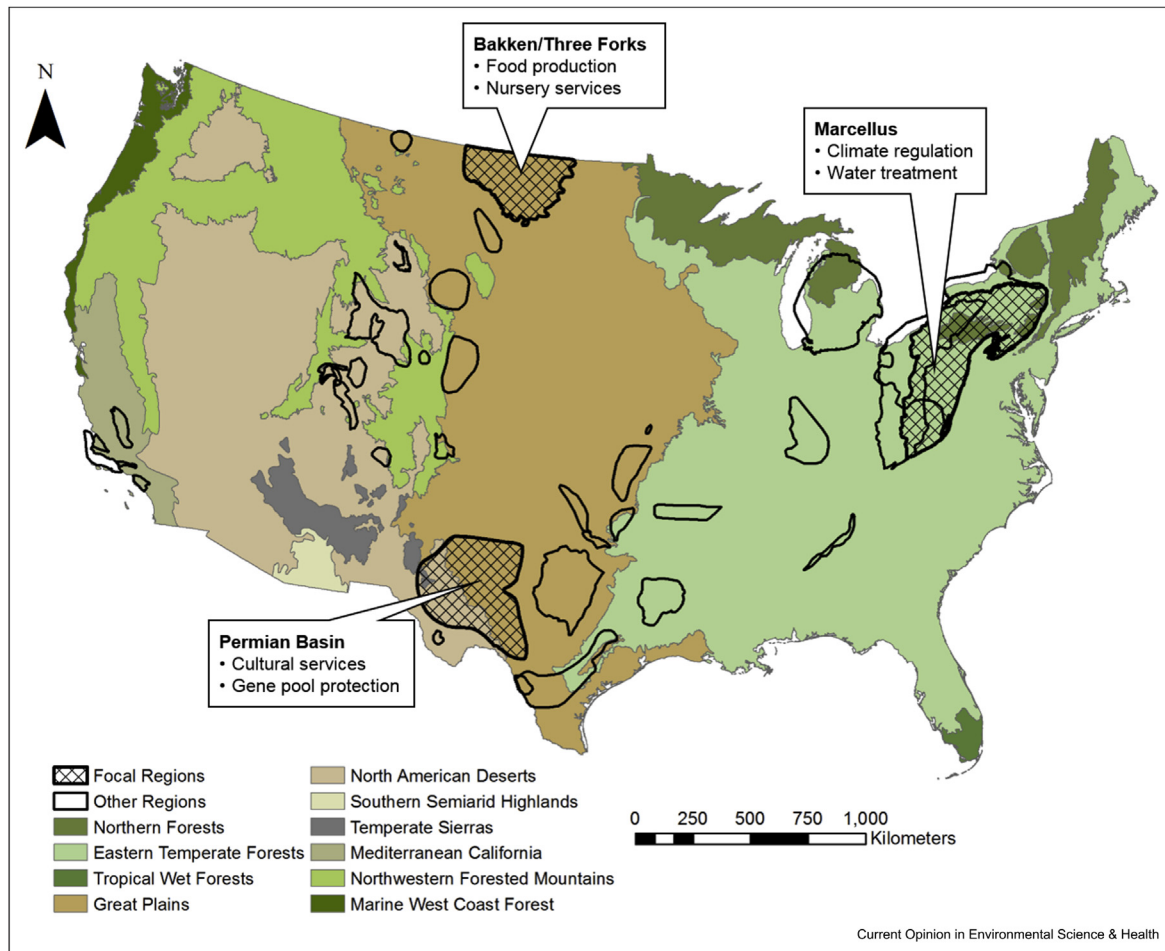 Bakken/Three Forks
• Food production
• Nursery services
N
Marcellus
• Climate regulation
• Water treatment
Permian Basin
• Cultural services
• Gene pool protection
Focal Regions
Other Regions
Northern Forests
Eastern Temperate Forests
Tropical Wet Forests
Great Plains
North American Deserts
Southern Semiarid Highlands
Temperate Sierras
Mediterranean California
Northwestern Forested Mountains
Marine West Coast Forest
0 250 500 750 1,000
Kilometers
Current Opinion in Environmental Science & Health